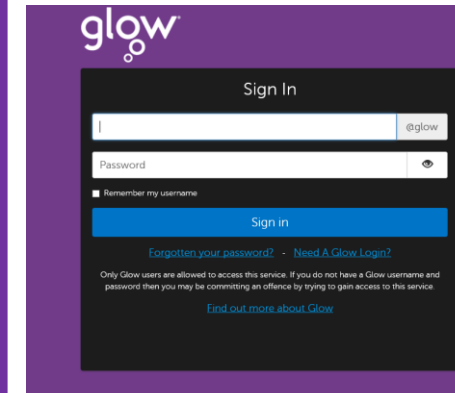 glow
Sign In
@glow
Password
Remember my username
Sign in
Forgotten your password? - Need A Glow Login?
Only Glow users are allowed to access this service. If you do not have a Glow username and
password then you may be committing an offence by trying to gain access to this service.
Find out more about Glow